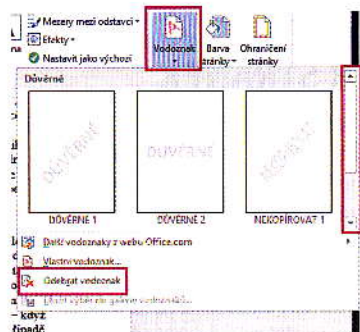 Mezery mezi odstavci
Efekty
Nastavit jako výchozí
Vodoznak
Barva stránky
Ohraničení stránky
Důvěrné
DŮVĚRNÉ
DŮVĚRNÉ
NEKOPÍROVAT
DŮVĚRNÉ 1
DŮVĚRNÉ 2
NEKOPÍROVAT 1
Další vodoznaky z webu Office.com
Vlastní vodoznak...
Odebrat vodoznak
– když
řípadě